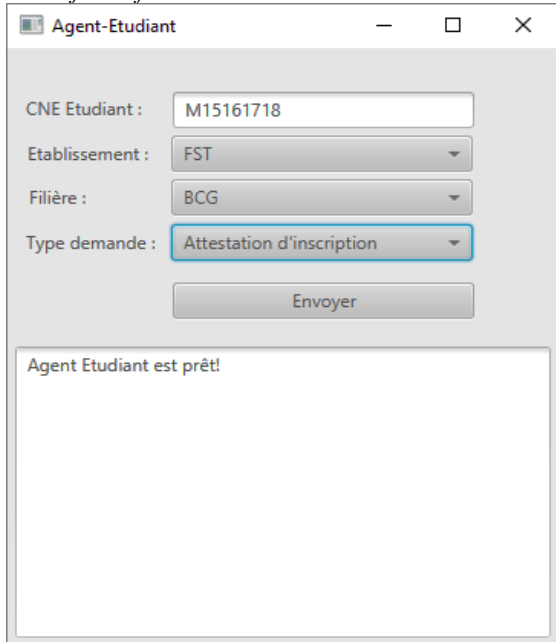 Agent-Etudiant
CNE Etudiant : M15161718
Etablissement : FST
Filière : BCG
Type demande : Attestation d'inscription
Envoyer
Agent Etudiant est prêt!